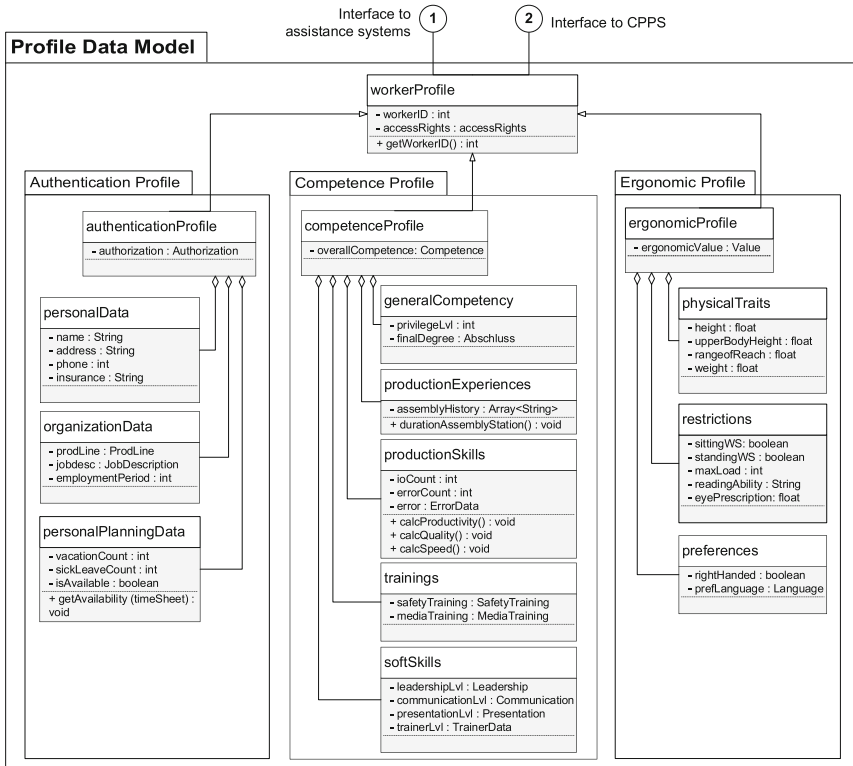 Interface to
assistance systems
1
2
Interface to CPPS
Profile Data Model
workerProfile
- workerID : int
- accessRights : accessRights
+ getWorkerID() : int
Authentication Profile
authenticationProfile
- authorization : Authorization
personalData
- name : String
- address : String
- phone : int
- insurance : String
organizationData
- prodLine : ProdLine
- jobdesc : JobDescription
- employmentPeriod : int
personalPlanningData
- vacationCount : int
- sickLeaveCount : int
- isAvailable : boolean
+ getAvailability (timeSheet) :
void
Competence Profile
competenceProfile
- overallCompetence: Competence
generalCompetency
- privilegeLvl : int
- finalDegree : Abschluss
productionExperiences
- assemblyHistory : Array<String>
+ durationAssemblyStation() : void
productionSkills
- ioCount : int
- errorCount : int
- error : ErrorData
+ calcProductivity() : void
+ calcQuality() : void
+ calcSpeed() : void
trainings
- safetyTraining : SafetyTraining
- mediaTraining : MediaTraining
softSkills
- leadershipLvl : Leadership
- communicationLvl : Communication
- presentationLvl : Presentation
- trainerLvl : TrainerData
Ergonomic Profile
ergonomicProfile
- ergonomicValue : Value
physicalTraits
- height : float
- upperBodyHeight : float
- rangeofReach : float
- weight : float
restrictions
- sittingWS: boolean
- standingWS : boolean
- maxLoad : int
- readingAbility : String
- eyePrescription: float
preferences
- rightHanded : boolean
- prefLanguage : Language